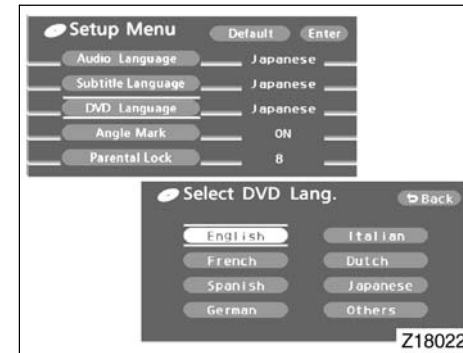 Setup Menu Default Enter
Audio Language Japanese
Subtitle Language Japanese
DVD Language Japanese
Angle Mark ON
Parental Lock 8
Select DVD Lang. Back
English Italian
French Dutch
Spanish Japanese
German Others
Z18022